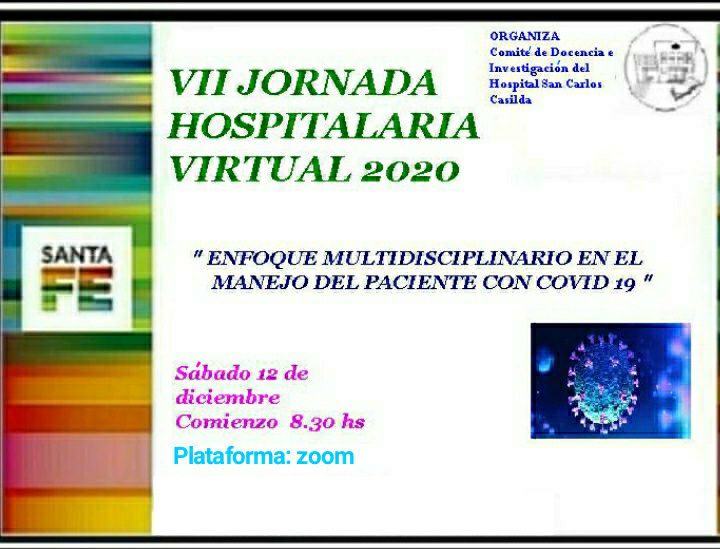 ORGANIZA
Comité de Docencia e
Investigación del
Hospital San Carlos
Casilda
VII JORNADA
HOSPITALARIA
VIRTUAL 2020
SANTA
FE
" ENFOQUE MULTIDISCIPLINARIO EN EL
MANEJO DEL PACIENTE CON COVID 19 "
Sábado 12 de
diciembre
Comienzo 8.30 hs
Plataforma: zoom